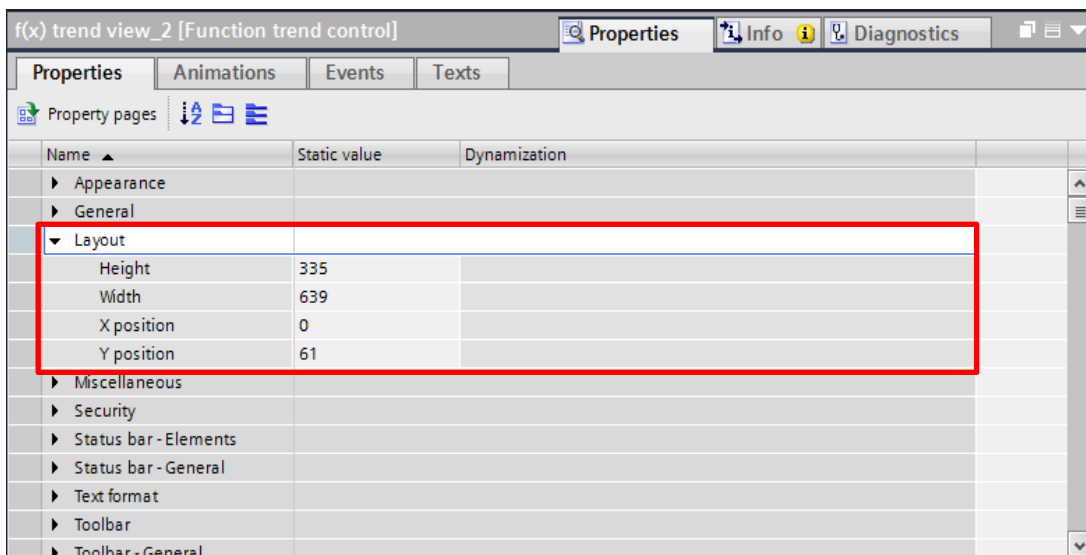 f(x) trend view_2 [Function trend control]
Properties
Info
Diagnostics
Properties
Animations
Events
Texts
Property pages
Name
Static value
Dynamization
Appearance
General
Layout
Height 335
Width 639
X position 0
Y position 61
Miscellaneous
Security
Status bar - Elements
Status bar - General
Text format
Toolbar
Toolbar - General